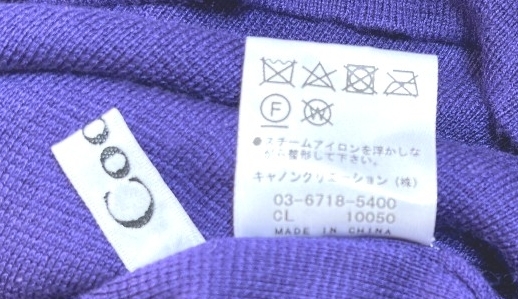 F
W
●スチームアイロンを浮かしな
がら整形して下さい。
キャノンクリエーション(株)
03-6718-5400
CL 10050
MADE IN CHINA